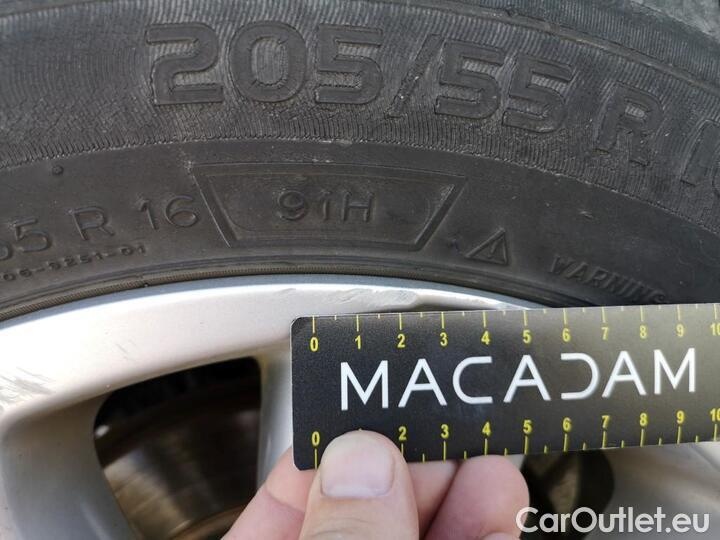 205/55 R 1
55 R 16 91H
WARNING
0 1 2 3 4 5 6 7 8 9 10
MACADAM
0 2 3 4 5 6 7 8 9 10
CarOutlet.eu